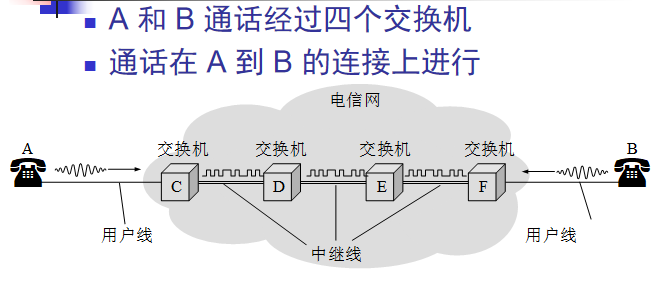 A 和 B 通话经过四个交换机
通话在 A 到 B 的连接上进行
电信网
A
交换机
交换机
交换机
交换机
B
C
D
E
F
用户线
中继线
用户线